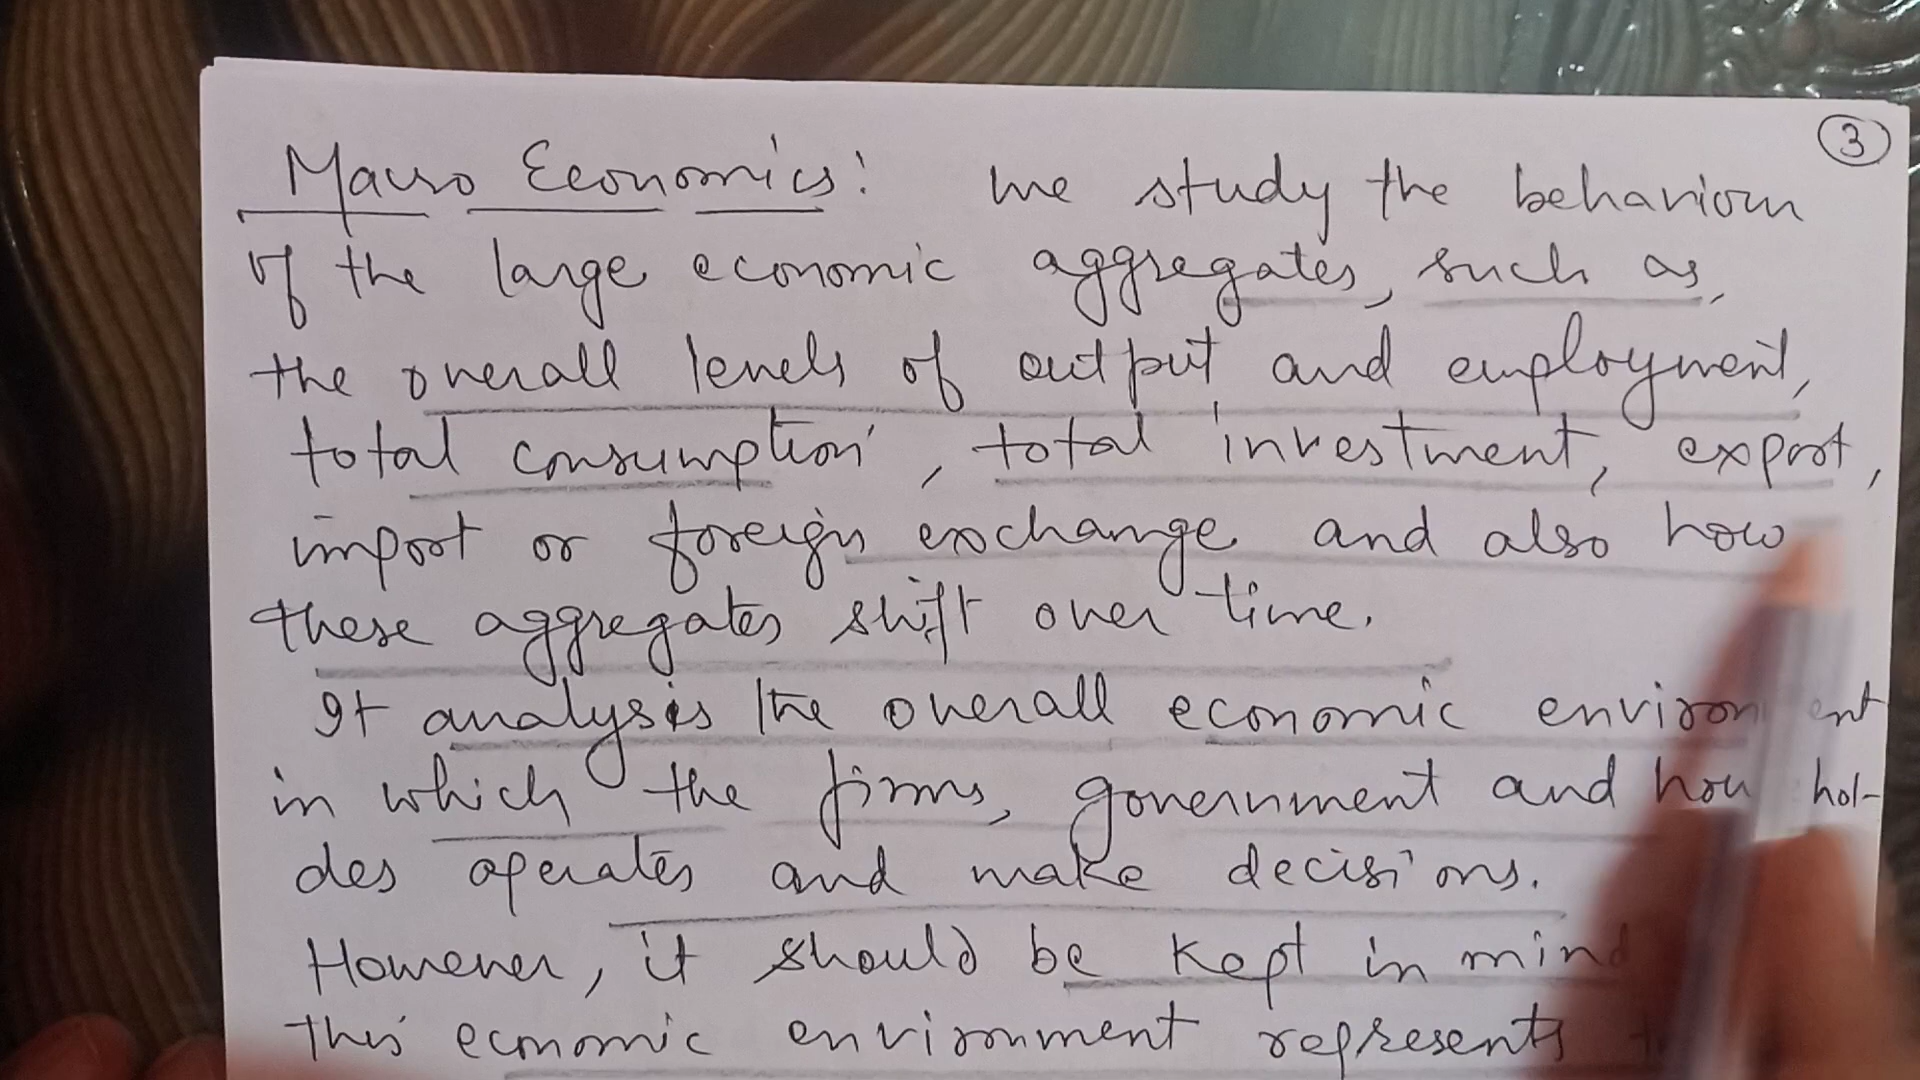 3
Macro Economics: we study the behaviour
of the large economic aggregates, such as,
the overall levels of output and employment,
total consumption, total investment, export,
import or foreign exchange and also how
these aggregates shift over time.
It analysis the overall economic environ ent
in which the firms, government and hou hol-
des operates and make decisions.
However, it should be kept in mind
this economic environment represents